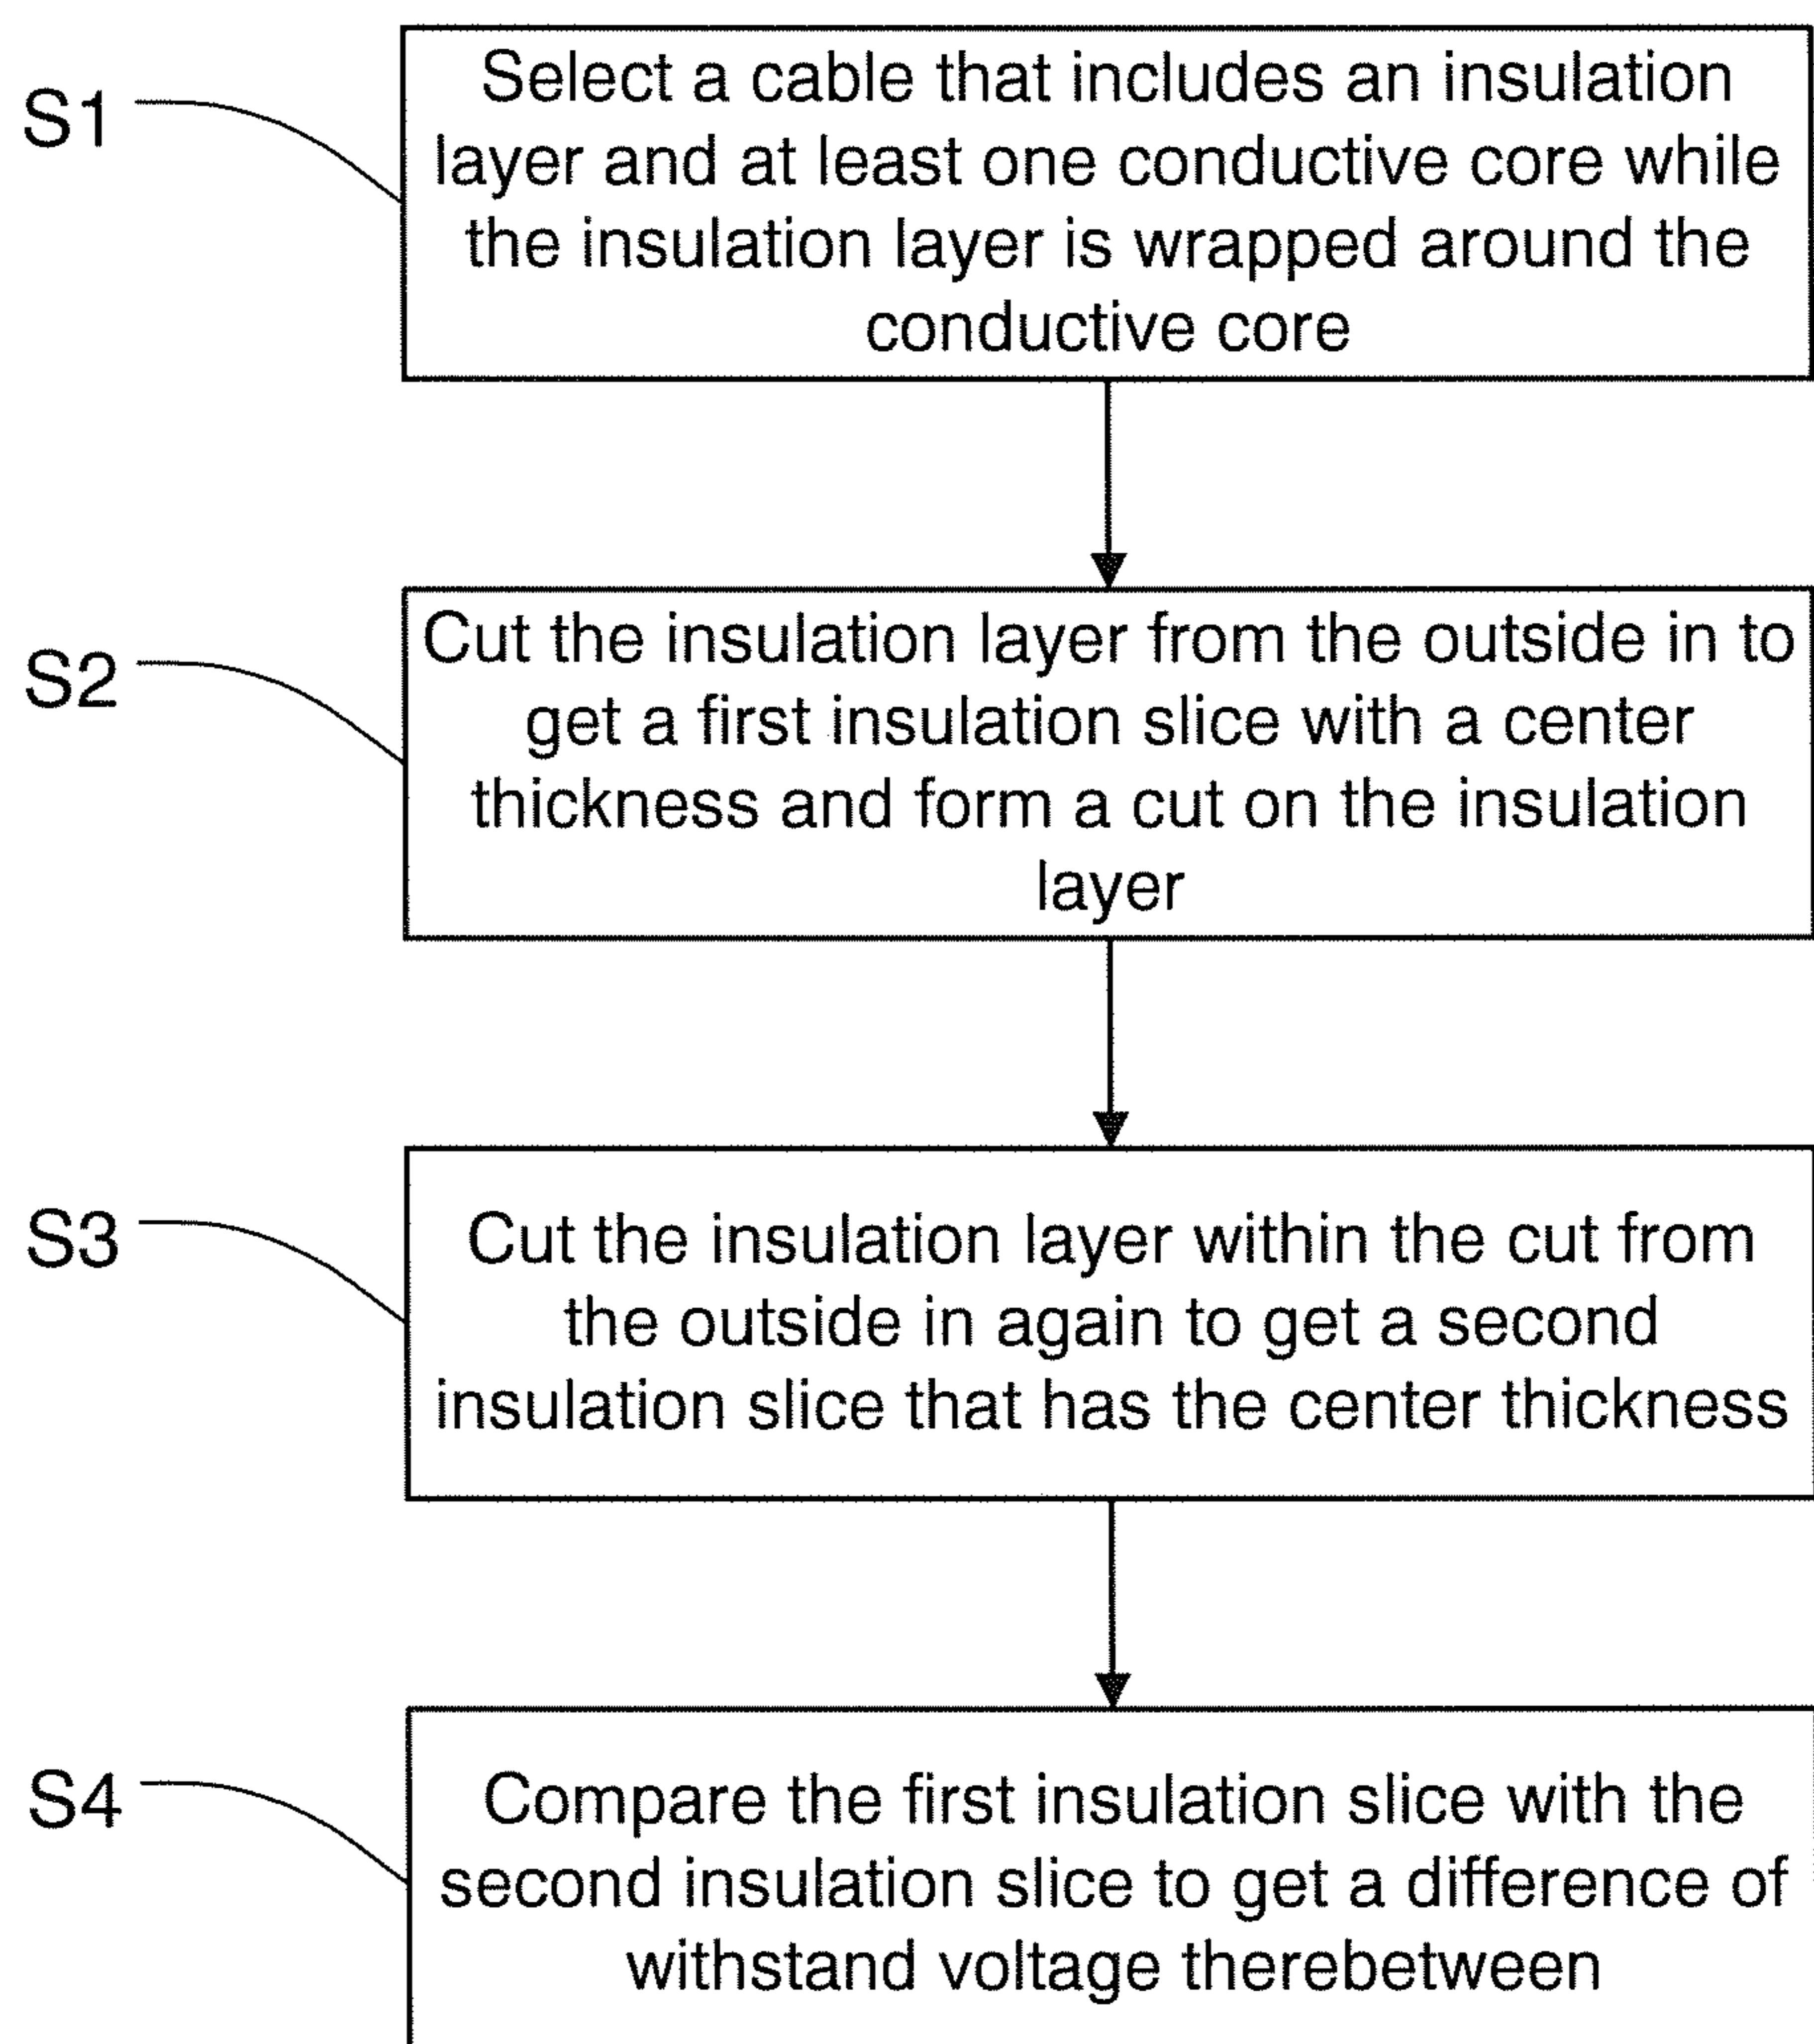 S1
Select a cable that includes an insulation
layer and at least one conductive core while
the insulation layer is wrapped around the
conductive core
S2
Cut the insulation layer from the outside in to
get a first insulation slice with a center
thickness and form a cut on the insulation
layer
S3
Cut the insulation layer within the cut from
the outside in again to get a second
insulation slice that has the center thickness
S4
Compare the first insulation slice with the
second insulation slice to get a difference of
withstand voltage therebetween